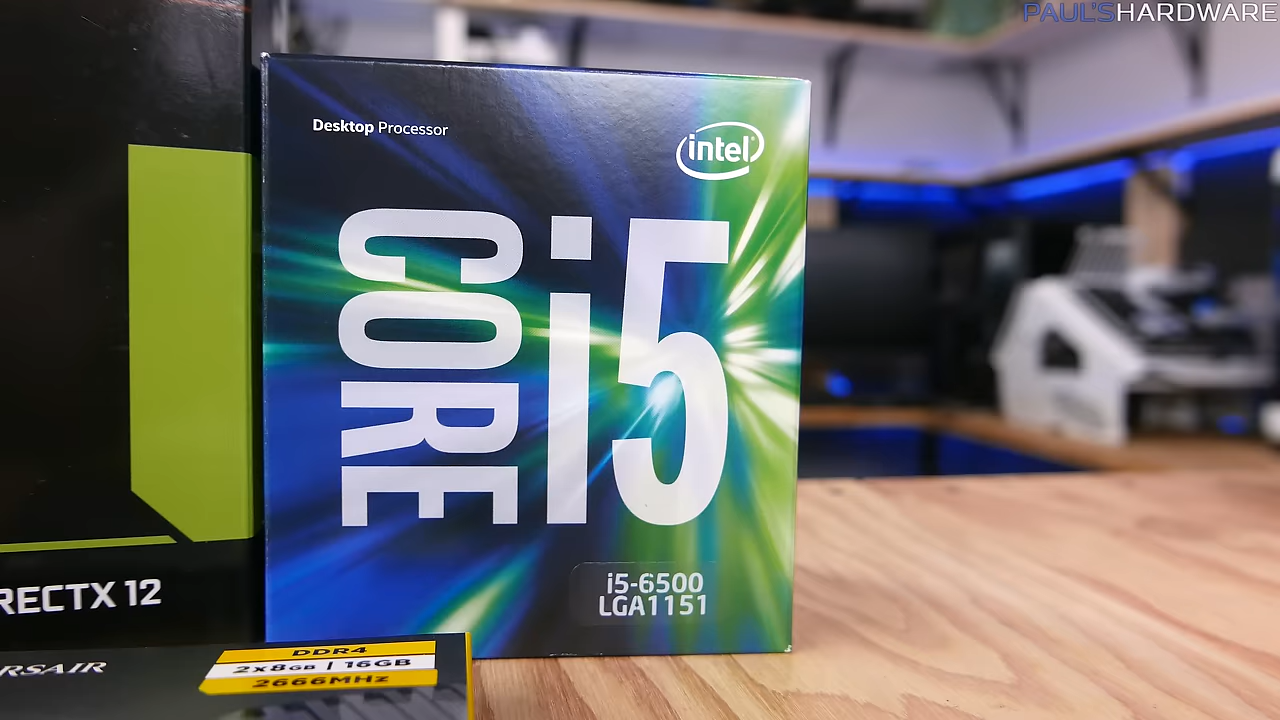 PAUL'SHARDWARE
Desktop Processor
intel
CORE i5
i5-6500
LGA1151
RECTX 12
RSAIR
DDR4
2x8GB | 16GB
2666MHz